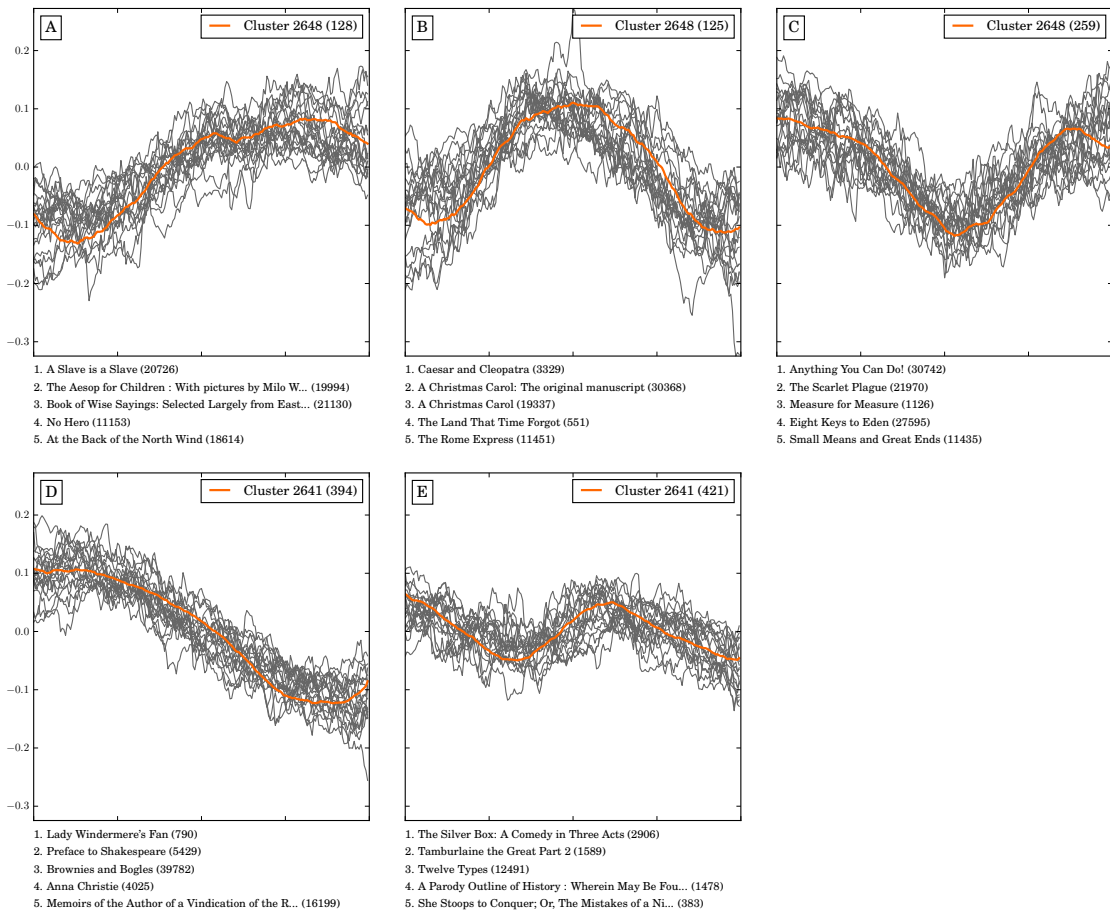 A
Cluster 2648 (128)
B
Cluster 2648 (125)
C
Cluster 2648 (259)
0.2
0.1
0.0
−0.1
−0.2
−0.3
1. A Slave is a Slave (20726)
2. The Aesop for Children : With pictures by Milo W... (19994)
3. Book of Wise Sayings: Selected Largely from East... (21130)
4. No Hero (11153)
5. At the Back of the North Wind (18614)
1. Caesar and Cleopatra (3329)
2. A Christmas Carol: The original manuscript (30368)
3. A Christmas Carol (19337)
4. The Land That Time Forgot (551)
5. The Rome Express (11451)
1. Anything You Can Do! (30742)
2. The Scarlet Plague (21970)
3. Measure for Measure (1126)
4. Eight Keys to Eden (27595)
5. Small Means and Great Ends (11435)
D
Cluster 2641 (394)
E
Cluster 2641 (421)
0.2
0.1
0.0
−0.1
−0.2
−0.3
1. Lady Windermere's Fan (790)
2. Preface to Shakespeare (5429)
3. Brownies and Bogles (39782)
4. Anna Christie (4025)
5. Memoirs of the Author of a Vindication of the R... (16199)
1. The Silver Box: A Comedy in Three Acts (2906)
2. Tamburlaine the Great Part 2 (1589)
3. Twelve Types (12491)
4. A Parody Outline of History : Wherein May Be Fou... (1478)
5. She Stoops to Conquer; Or, The Mistakes of a Ni... (383)